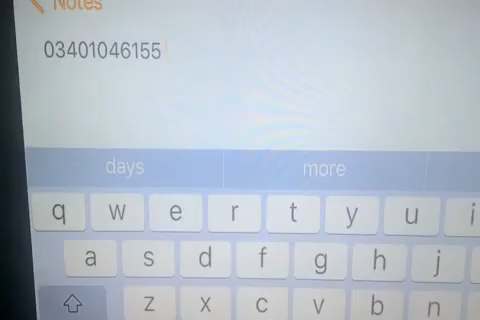 Notes
03401046155
days more
q w e r t y u i
a s d f g h j
z x c v b n